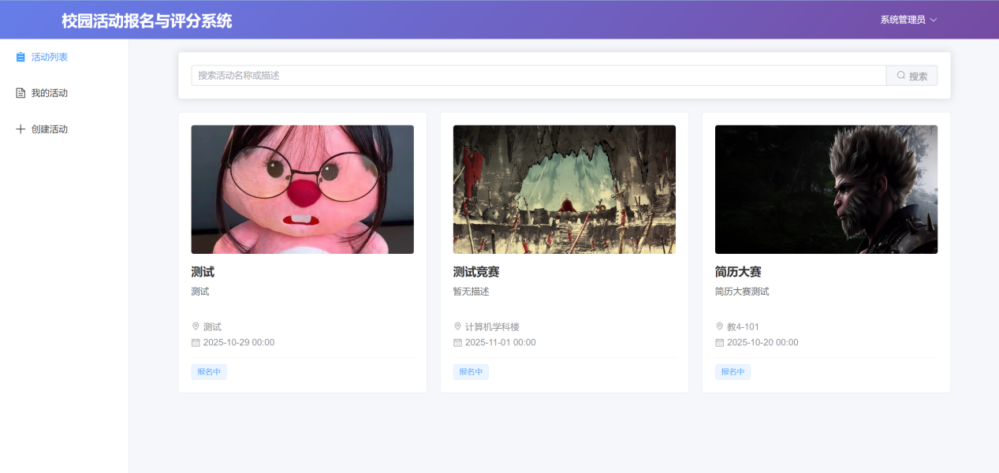 校园活动报名与评分系统
系统管理员
活动列表
我的活动
创建活动
搜索活动名称或描述
搜索
测试
测试
测试
2025-10-29 00:00
报名中
测试竞赛
暂无描述
计算机学科楼
2025-11-01 00:00
报名中
简历大赛
简历大赛测试
教4-101
2025-10-20 00:00
报名中